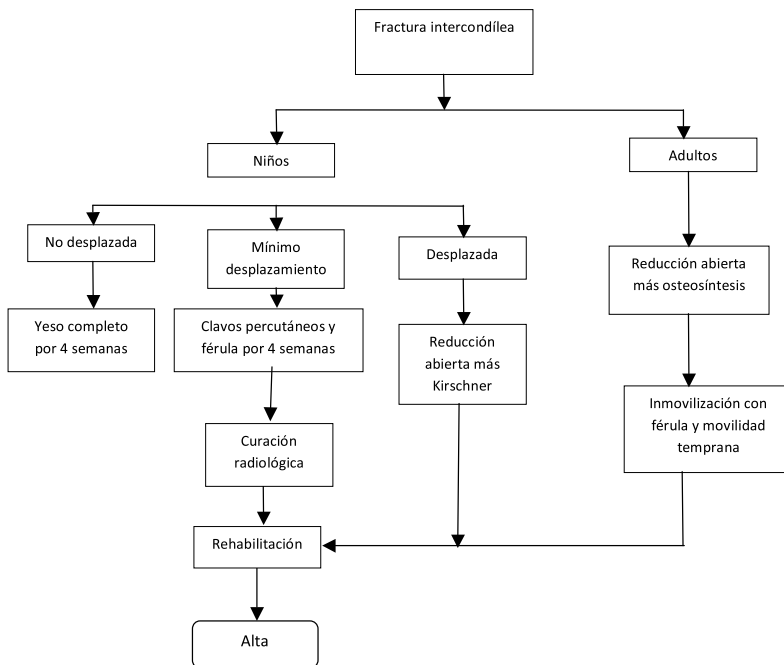 Fractura intercondílea
Niños
Adultos
No desplazada
Mínimo
desplazamiento
Desplazada
Reducción abierta
más osteosíntesis
Yeso completo
por 4 semanas
Clavos percutáneos y
férula por 4 semanas
Reducción
abierta más
Kirschner
Inmovilización con
férula y movilidad
temprana
Curación
radiológica
Rehabilitación
Alta